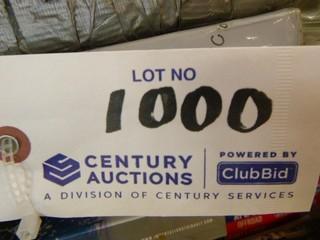 LOT NO
1000
CENTURY AUCTIONS
POWERED BY
ClubBid
A DIVISION OF CENTURY SERVICES